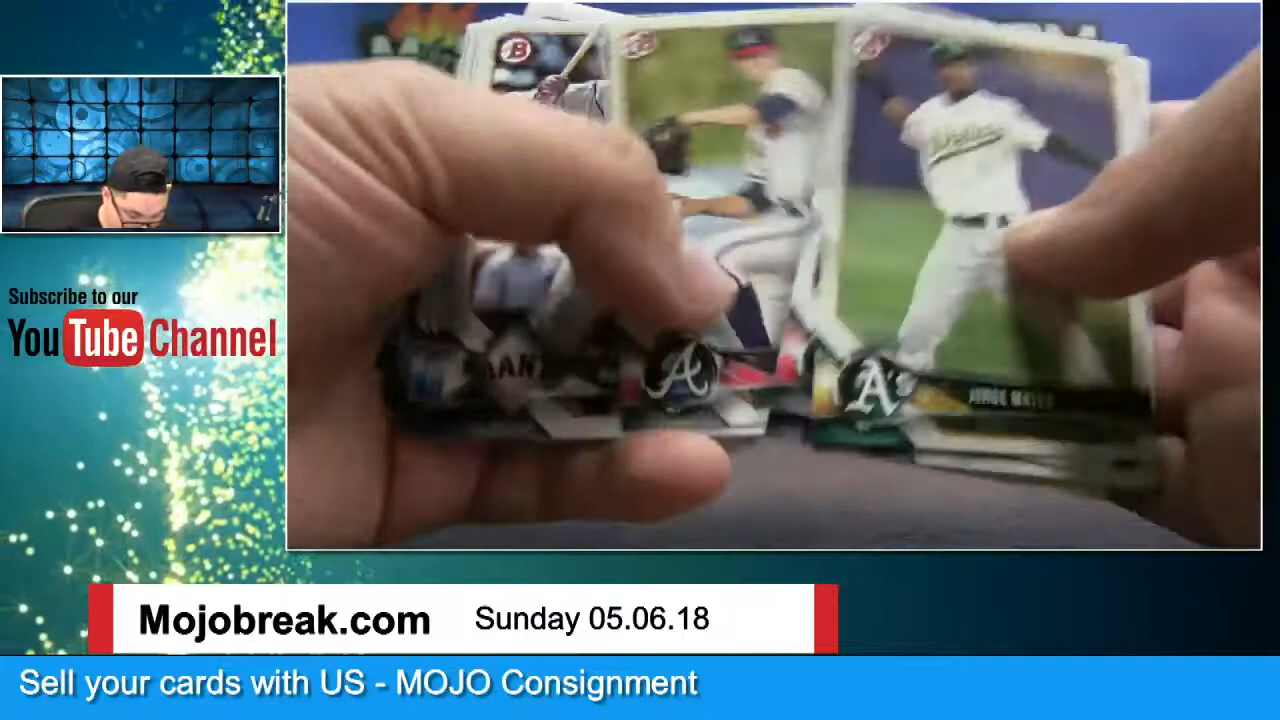 Subscribe to our
YouTube Channel
Mojobreak.com Sunday 05.06.18
Sell your cards with US - MOJO Consignment
A
A's